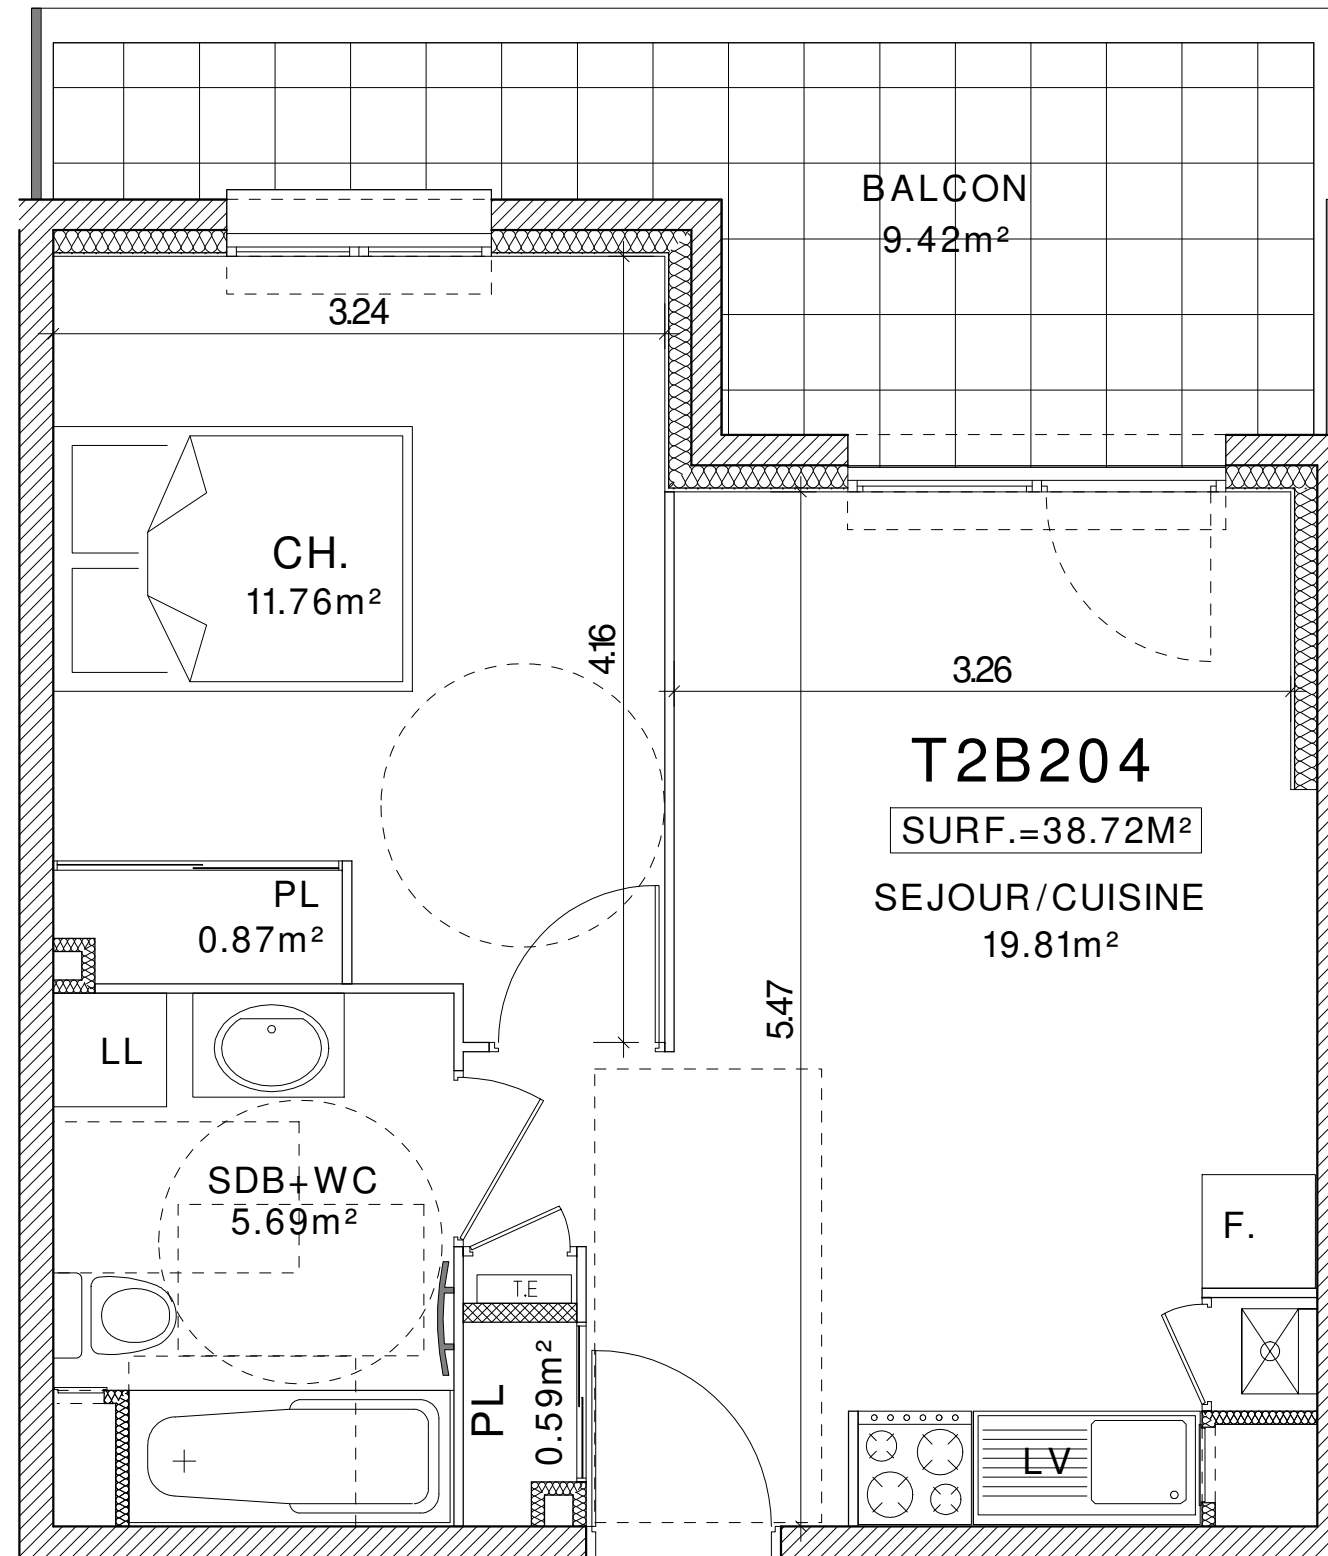 BALCON
9.42m²
3.24
CH.
11.76m²
4.16
3.26
T2B204
SURF.=38.72M²
SEJOUR/CUISINE
19.81m²
PL
0.87m²
5.47
LL
SDB+WC
5.69m²
F.
T.E
PL
0.59m²
LV